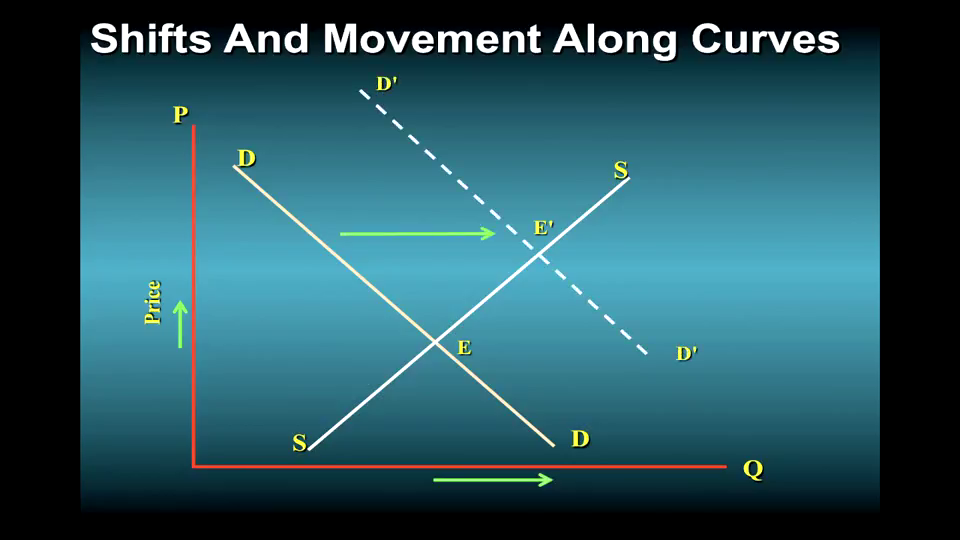 Shifts And Movement Along Curves
D'
P
D
S
E'
Price
E
D'
S
D
Q